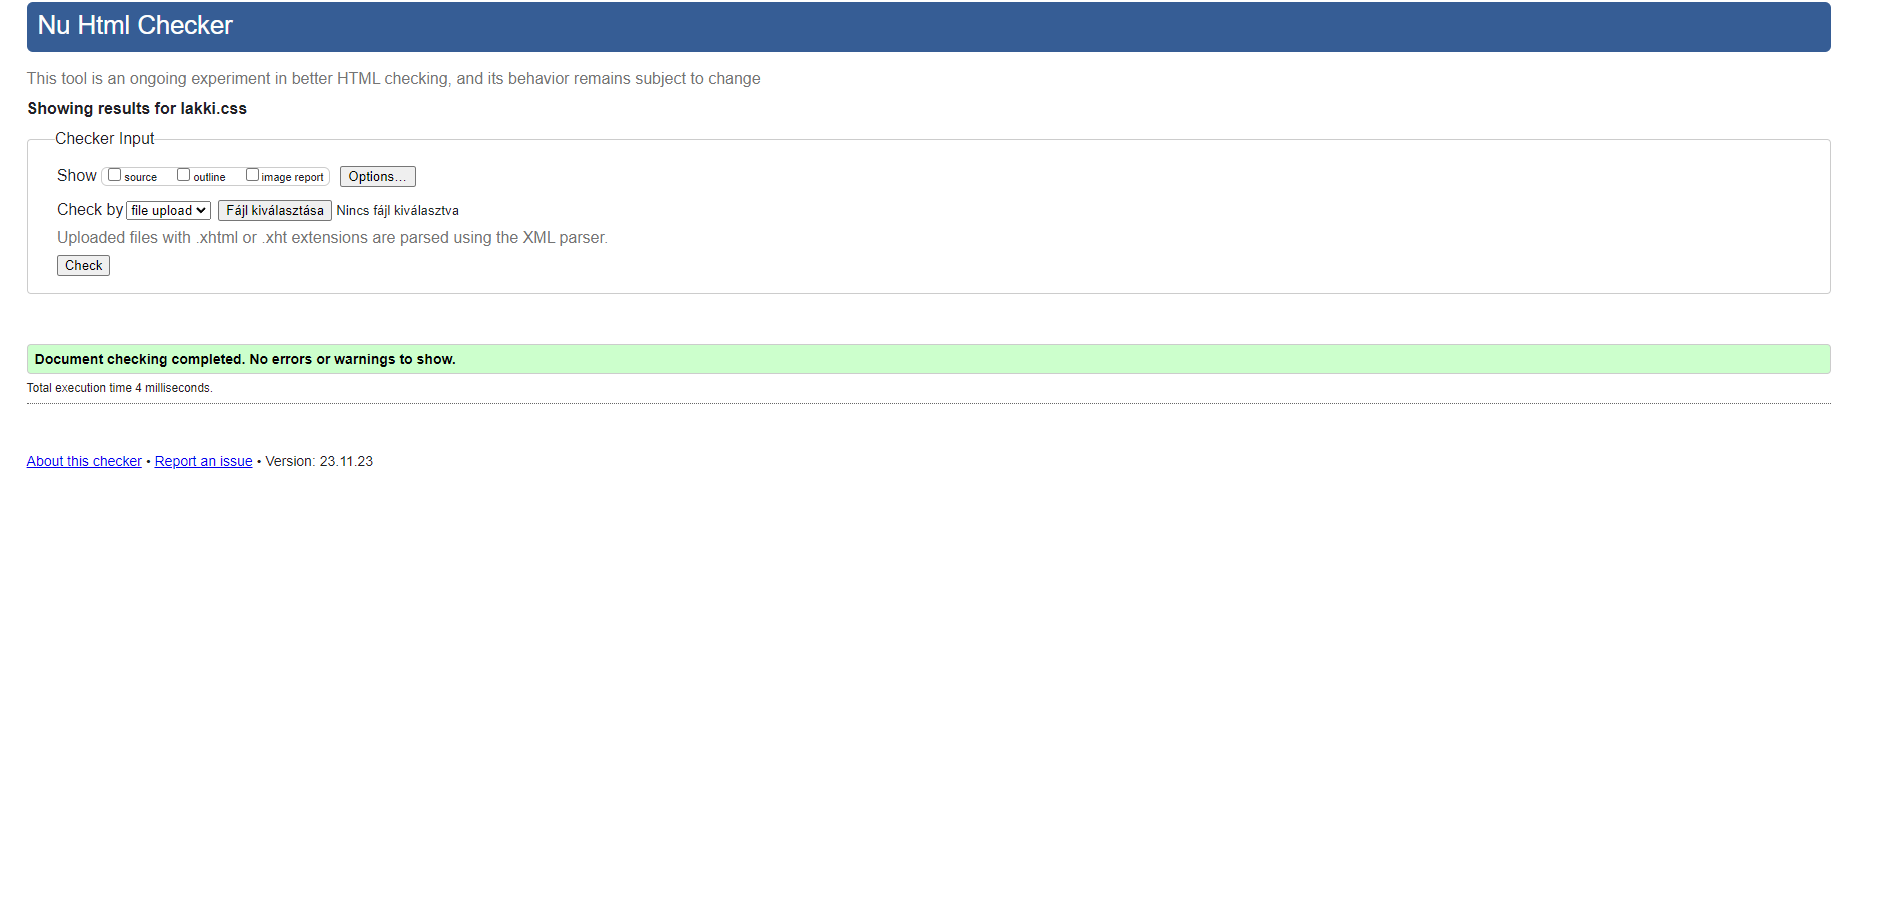 Nu Html Checker
This tool is an ongoing experiment in better HTML checking, and its behavior remains subject to change
Showing results for lakki.css
Checker Input
Show source outline image report Options...
Check by file upload Fájl kiválasztása Nincs fájl kiválasztva
Uploaded files with .xhtml or .xht extensions are parsed using the XML parser.
Check
Document checking completed. No errors or warnings to show.
Total execution time 4 milliseconds.
About this checker • Report an issue • Version: 23.11.23